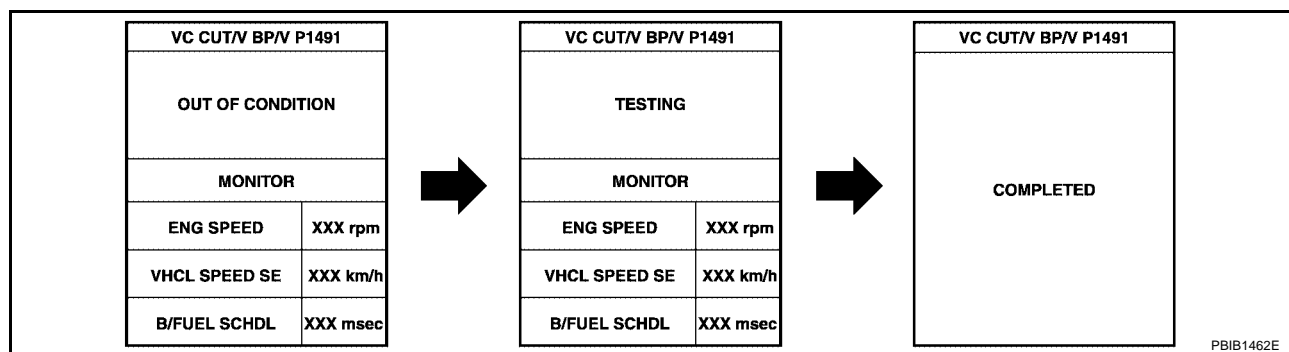 VC CUT/V BP/V P1491
OUT OF CONDITION
MONITOR
ENG SPEED XXX rpm
VHCL SPEED SE XXX km/h
B/FUEL SCHDL XXX msec
VC CUT/V BP/V P1491
TESTING
MONITOR
ENG SPEED XXX rpm
VHCL SPEED SE XXX km/h
B/FUEL SCHDL XXX msec
VC CUT/V BP/V P1491
COMPLETED
PBIB1462E